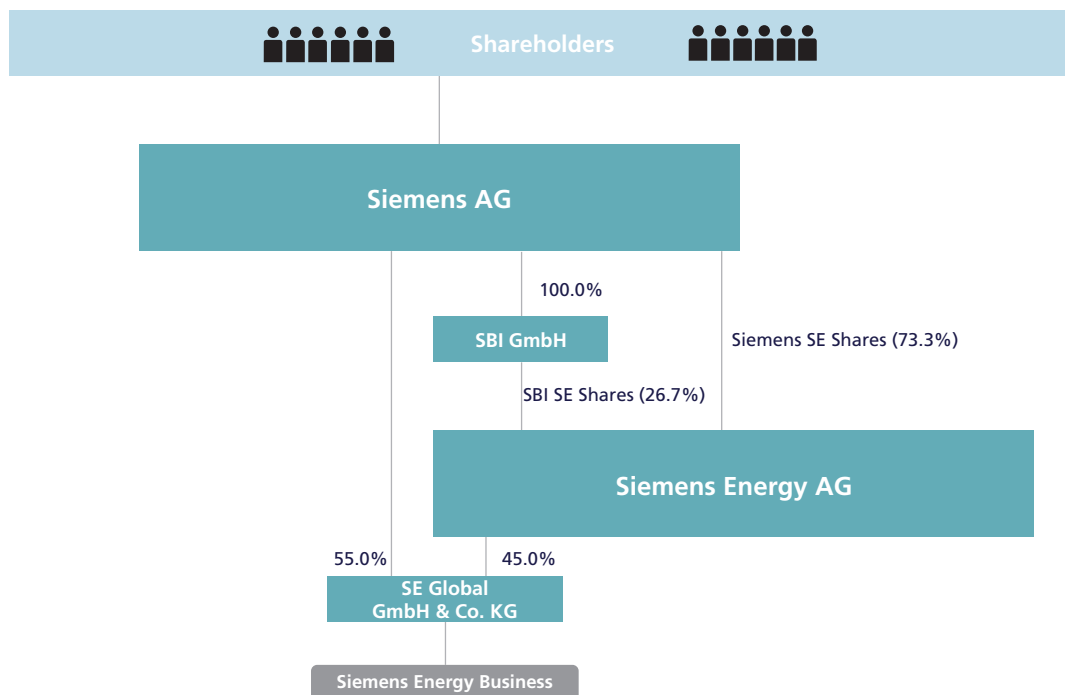 Shareholders
Siemens AG
100.0%
SBI GmbH
Siemens SE Shares (73.3%)
SBI SE Shares (26.7%)
Siemens Energy AG
55.0%
45.0%
SE Global
GmbH & Co. KG
Siemens Energy Business